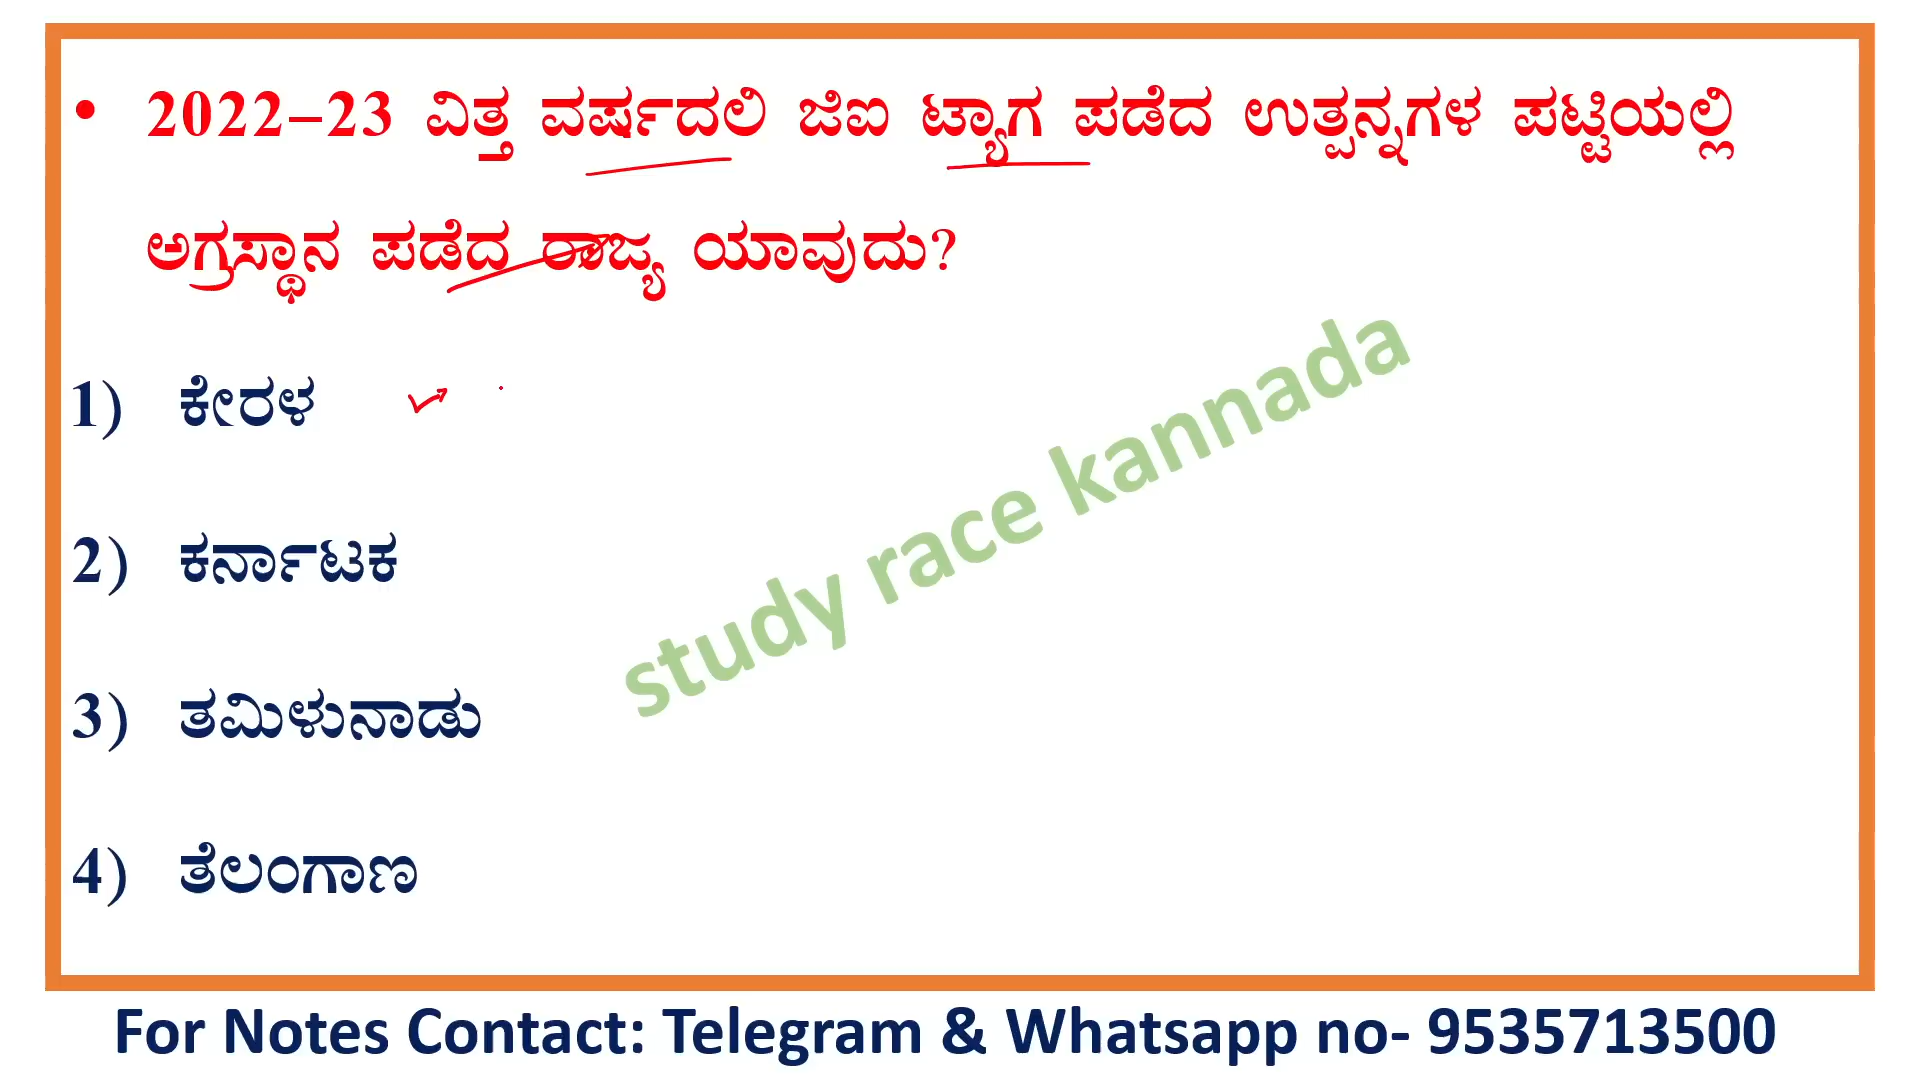 • 2022-23 ವಿತ್ತ ವರ್ಷದಲಿ ಜಿಐ ಟ್ಯಾಗ ಪಡೆದ ಉತ್ಪನ್ನಗಳ ಪಟ್ಟಿಯಲ್ಲಿ
ಅಗ್ರಸ್ಥಾನ ಪಡೆದ ರಾಜ್ಯ ಯಾವುದು?
1) ಕೇರಳ
2) ಕರ್ನಾಟಕ
3) ತಮಿಳುನಾಡು
4) ತೆಲಂಗಾಣ
study race kannada
For Notes Contact: Telegram & Whatsapp no- 9535713500